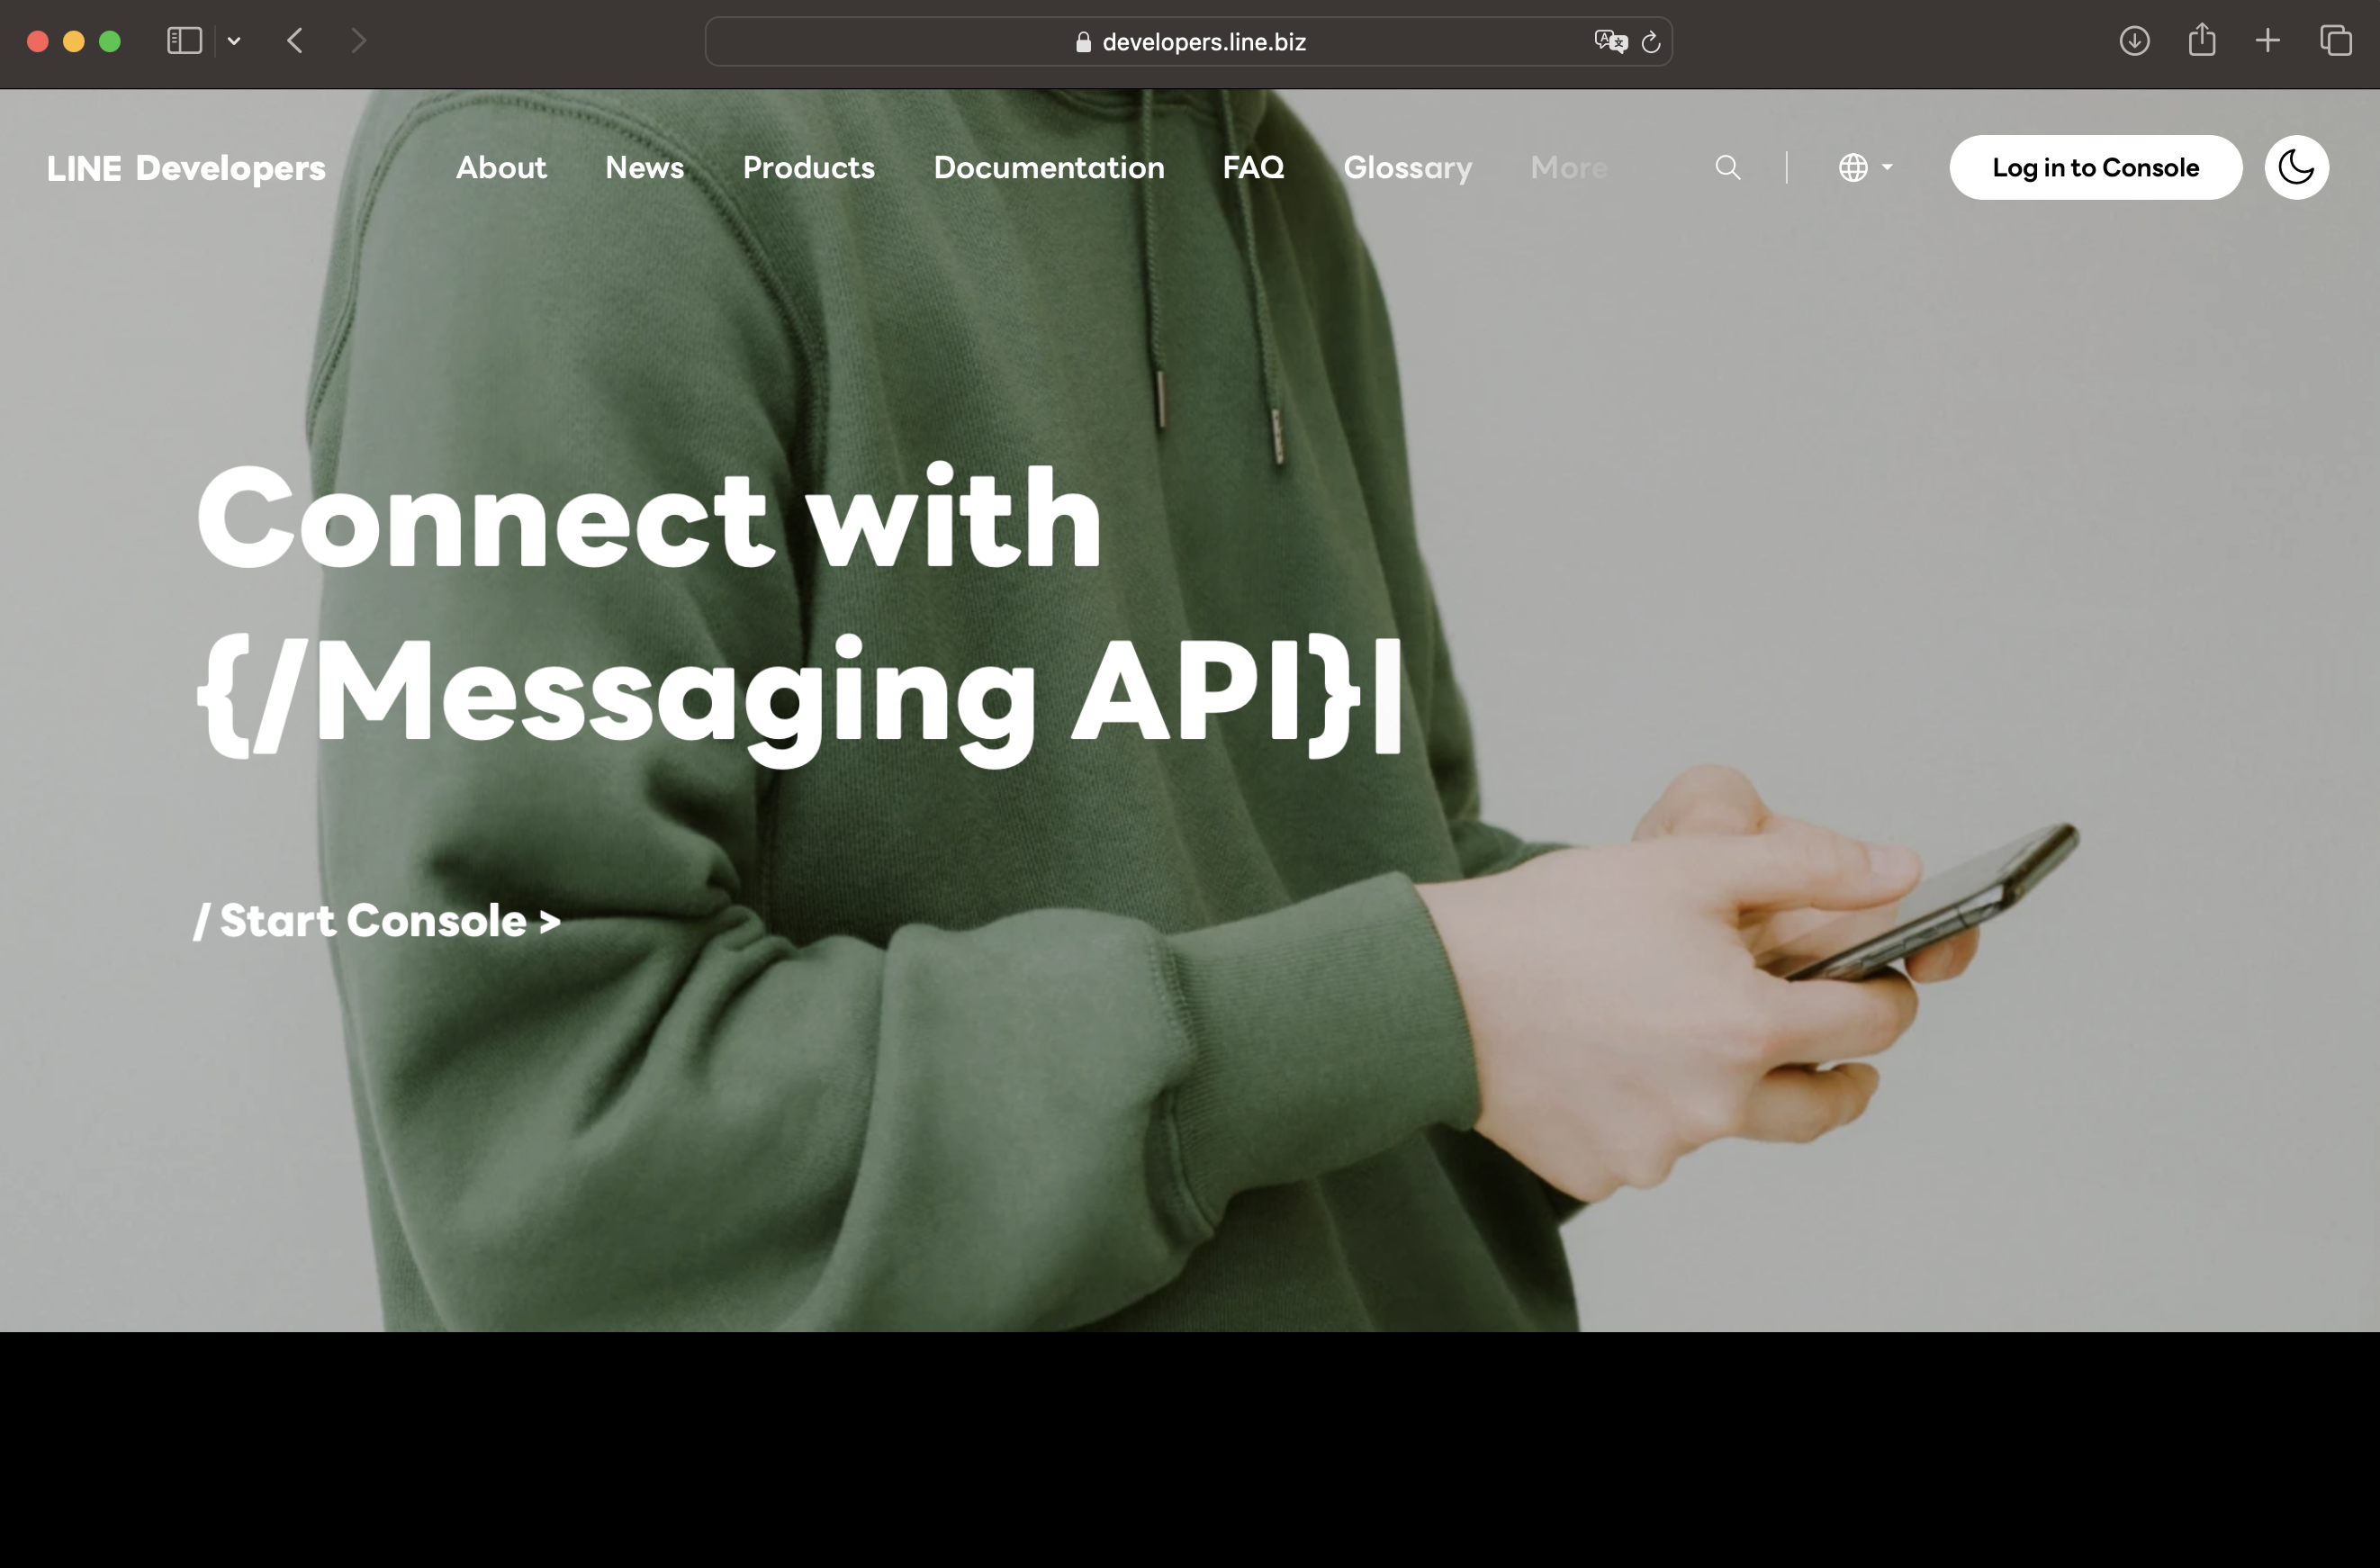 developers.line.biz
LINE Developers
About News Products Documentation FAQ Glossary More
Log in to Console
Connect with
{/Messaging API}|
/ Start Console >